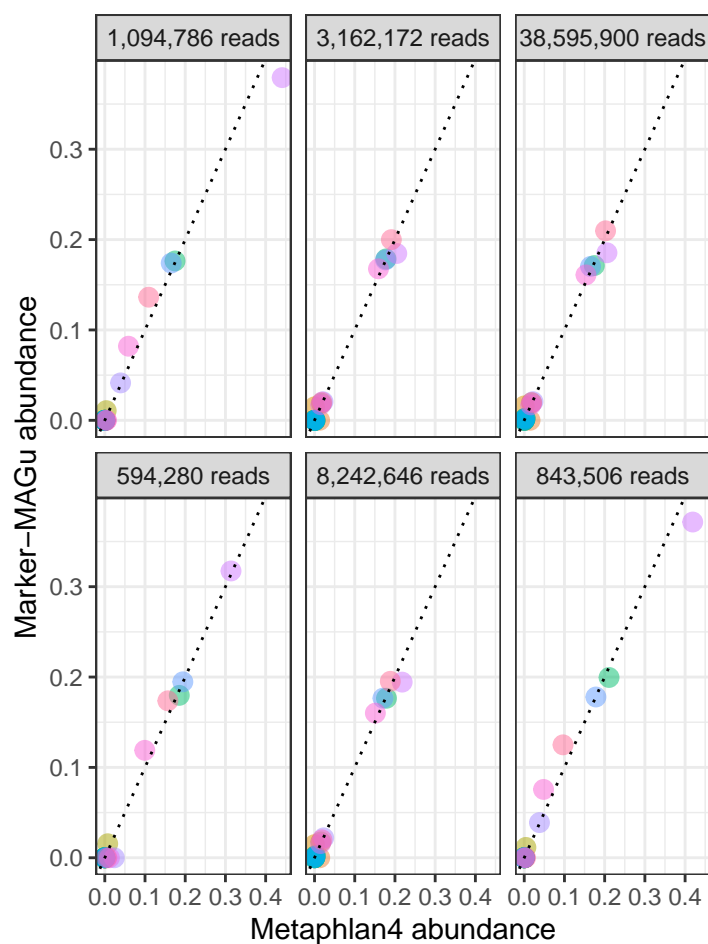 1,094,786 reads
3,162,172 reads
38,595,900 reads
0.3
0.2
0.1
0.0
594,280 reads
8,242,646 reads
843,506 reads
0.3
0.2
0.1
0.0
0.0 0.1 0.2 0.3 0.4
0.0 0.1 0.2 0.3 0.4
0.0 0.1 0.2 0.3 0.4
Marker−MAGu abundance
Metaphlan4 abundance